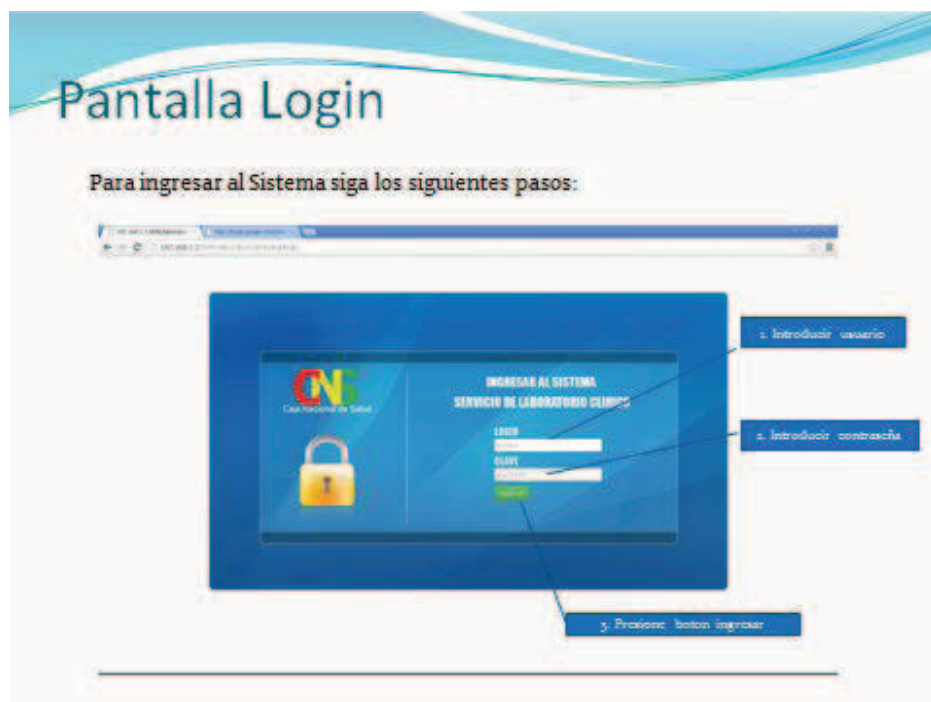 Pantalla Login
Para ingresar al Sistema siga los siguientes pasos:
1. Introducir usuario
CNS
Caja Nacional de Salud
INGRESAR AL SISTEMA
SERVICIO DE LABORATORIO CLINICO
LOGIN
2. Introducir contraseña
CLAVE
3. Presione boton ingresar